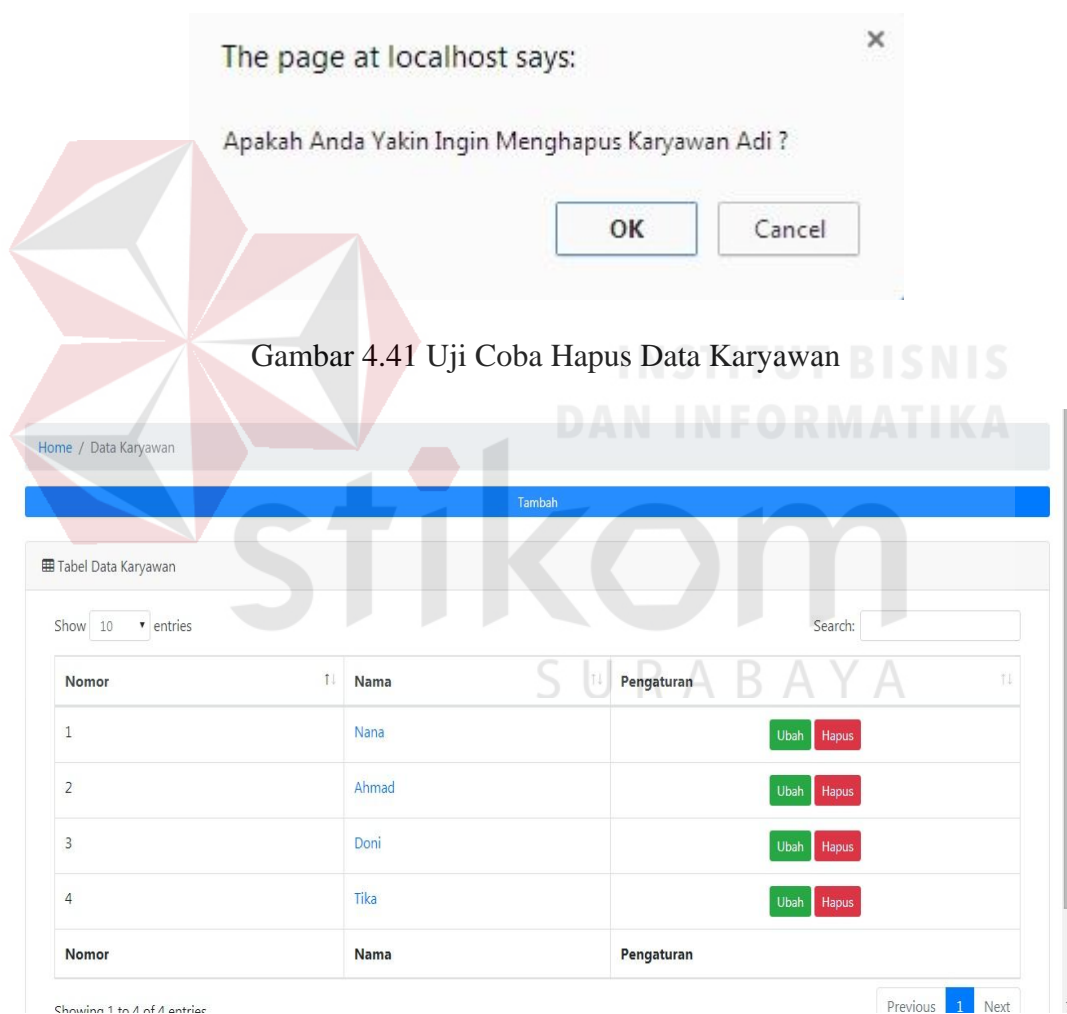 The page at localhost says:
Apakah Anda Yakin Ingin Menghapus Karyawan Adi ?
OK Cancel
Gambar 4.41 Uji Coba Hapus Data Karyawan
INSTITUT BISNIS
DAN INFORMATIKA
stikom
SURABAYA
Home / Data Karyawan
Tambah
Tabel Data Karyawan
Show 10 entries Search:
Nomor Nama Pengaturan
1 Nana Ubah Hapus
2 Ahmad Ubah Hapus
3 Doni Ubah Hapus
4 Tika Ubah Hapus
Nomor Nama Pengaturan
Showing 1 to 4 of 4 entries Previous 1 Next